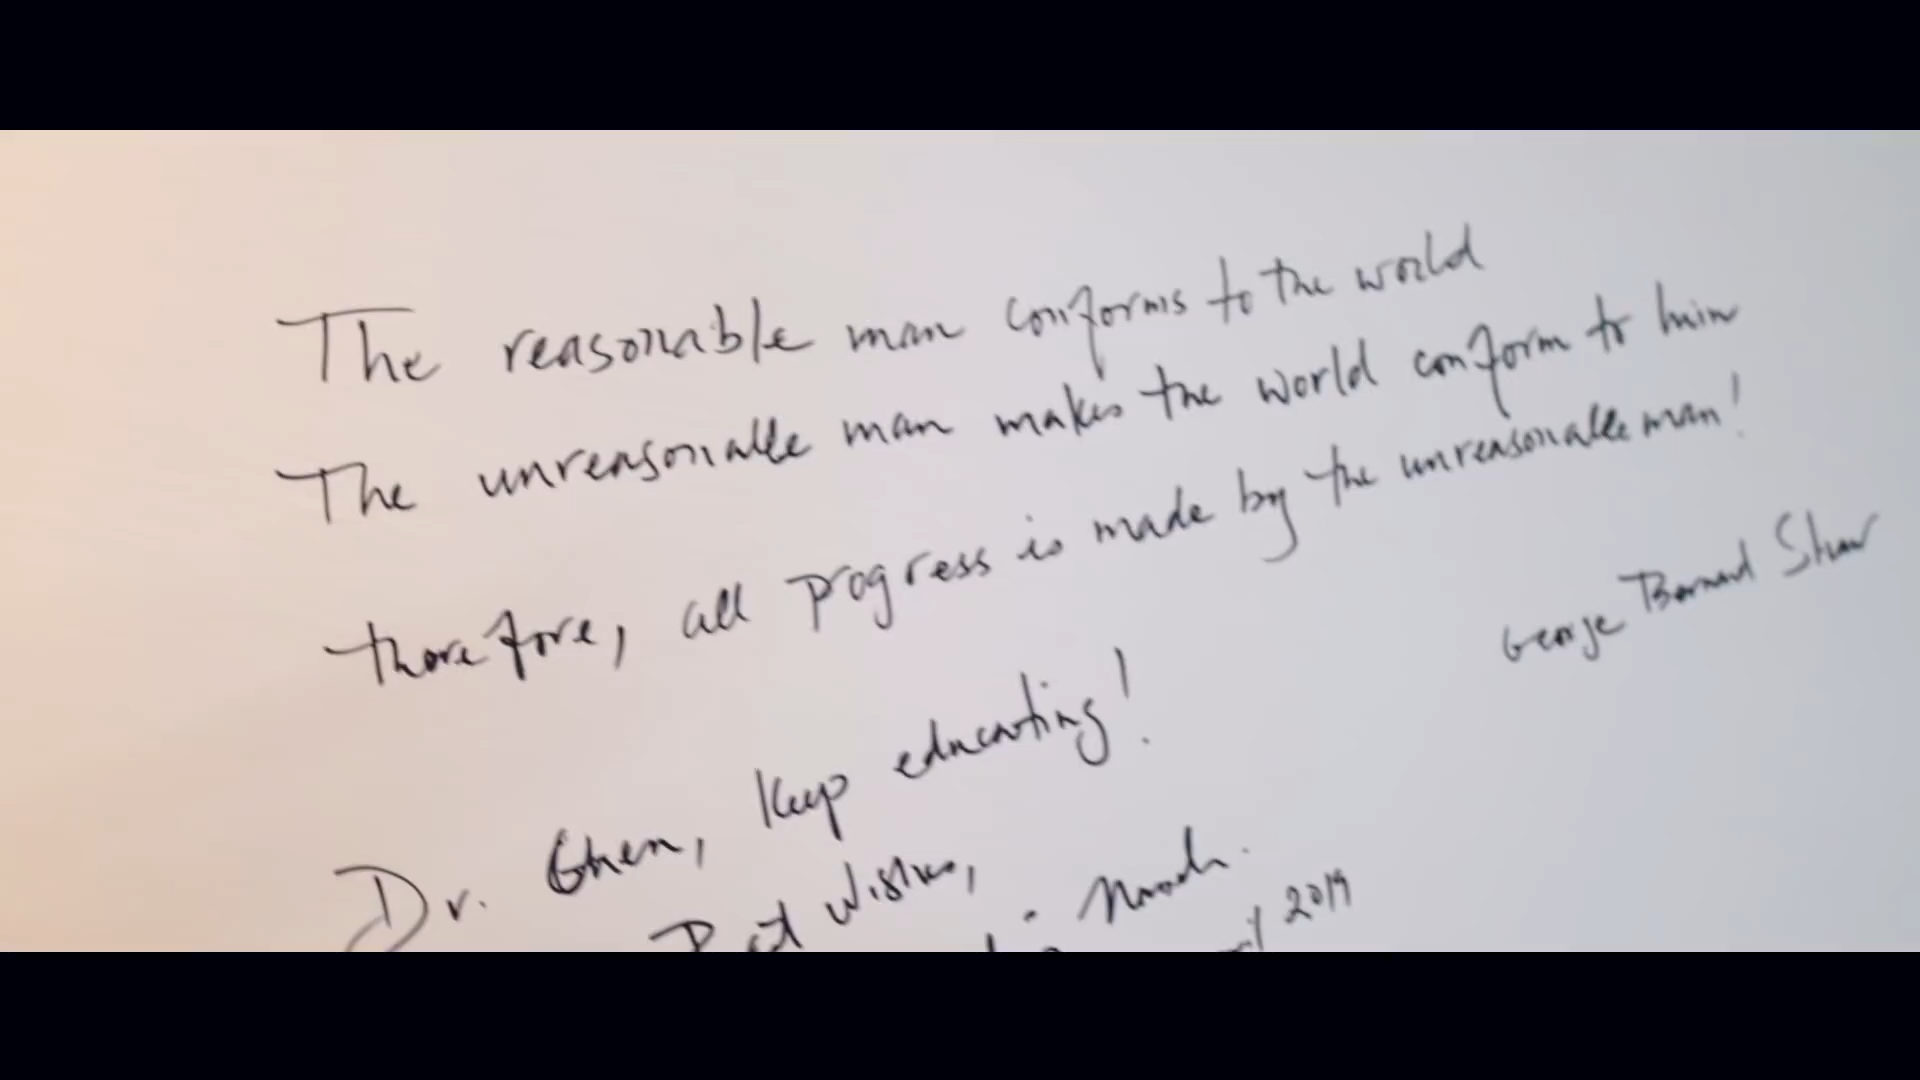 The reasonable man conforms to the world
The unreasonable man makes the world conform to him
therefore, all progress is made by the unreasonable man!
George Bernard Shaw
Dr. Ghen, keep educating!
Best Wishes,
2019